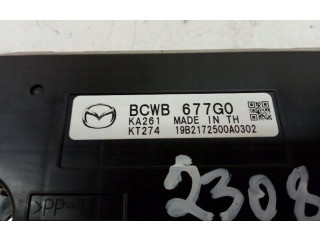 BCWB 677G0
KA261 MADE IN TH
KT274 19B2172500A0302
2308